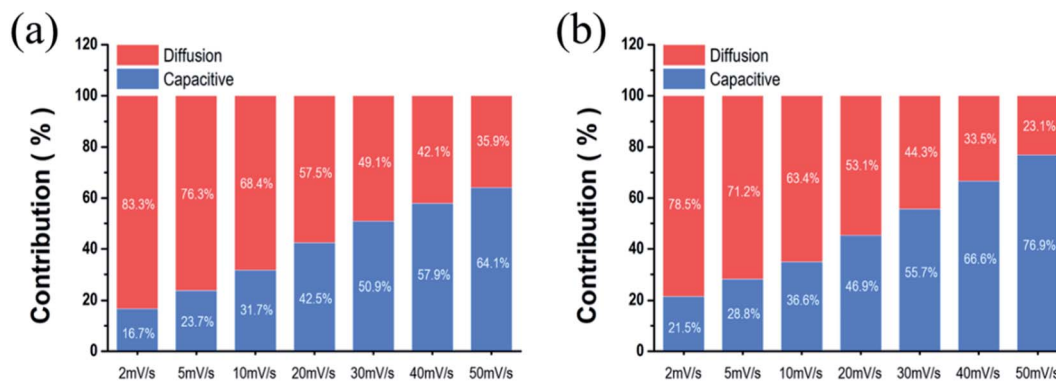 (a)
Contribution ( % )
120
100
80
60
40
20
0
Diffusion
Capacitive
83.3%
76.3%
68.4%
57.5%
49.1%
42.1%
35.9%
16.7%
23.7%
31.7%
42.5%
50.9%
57.9%
64.1%
2mV/s
5mV/s
10mV/s
20mV/s
30mV/s
40mV/s
50mV/s
(b)
Contribution ( % )
120
100
80
60
40
20
0
Diffusion
Capacitive
78.5%
71.2%
63.4%
53.1%
44.3%
33.5%
23.1%
21.5%
28.8%
36.6%
46.9%
55.7%
66.6%
76.9%
2mV/s
5mV/s
10mV/s
20mV/s
30mV/s
40mV/s
50mV/s